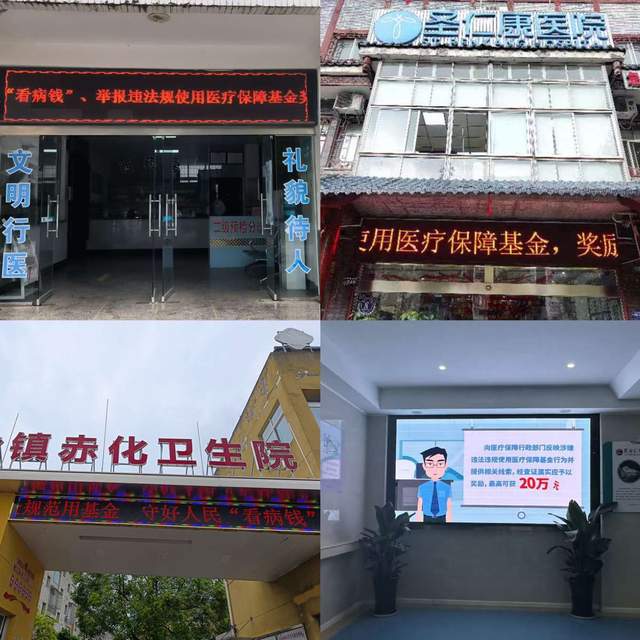 “看病钱”、举报违法规使用医疗保障基金奖
文明行医
礼貌待人
二级预检分
圣仁康医院
使用医疗保障基金，奖励
镇赤化卫生院
规范用基金 守好人民“看病钱”
向医疗保障行政部门反映涉嫌
违法违规使用医疗保障基金行为并
提供相关线索，经查证属实应予以
奖励，最高可获 20万